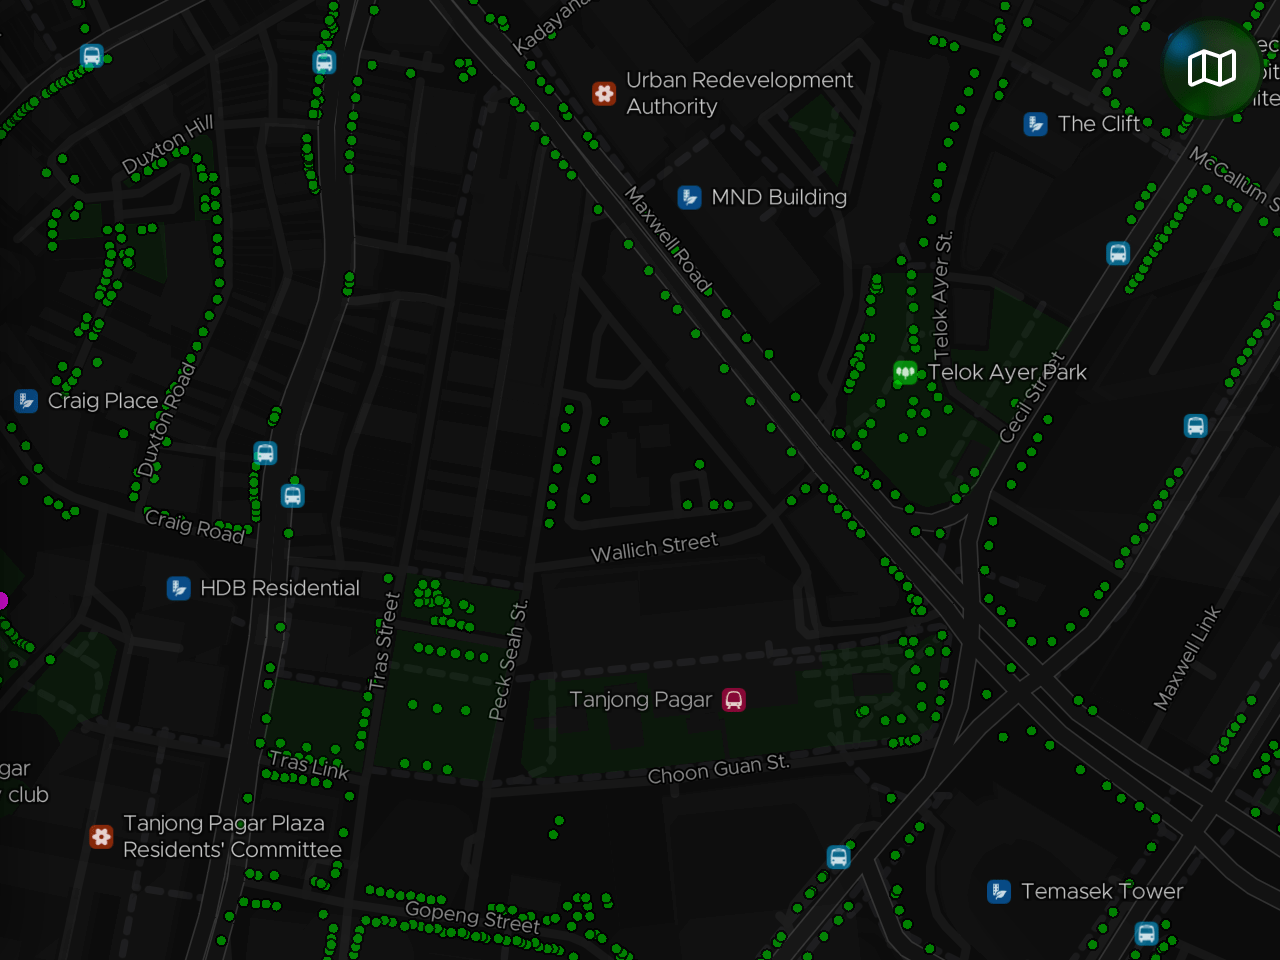 Kadayana
Urban Redevelopment
Authority
The Clift
Duxton Hill
McCallum S
MND Building
Maxwell Road
Telok Ayer St.
Telok Ayer Park
Craig Place
Duxton Road
Cecil Street
Craig Road
Wallich Street
HDB Residential
Tras Street
Peck Seah St.
Maxwell Link
Tanjong Pagar
Tras Link
Choon Guan St.
gar
club
Tanjong Pagar Plaza
Residents' Committee
Temasek Tower
Gopeng Street